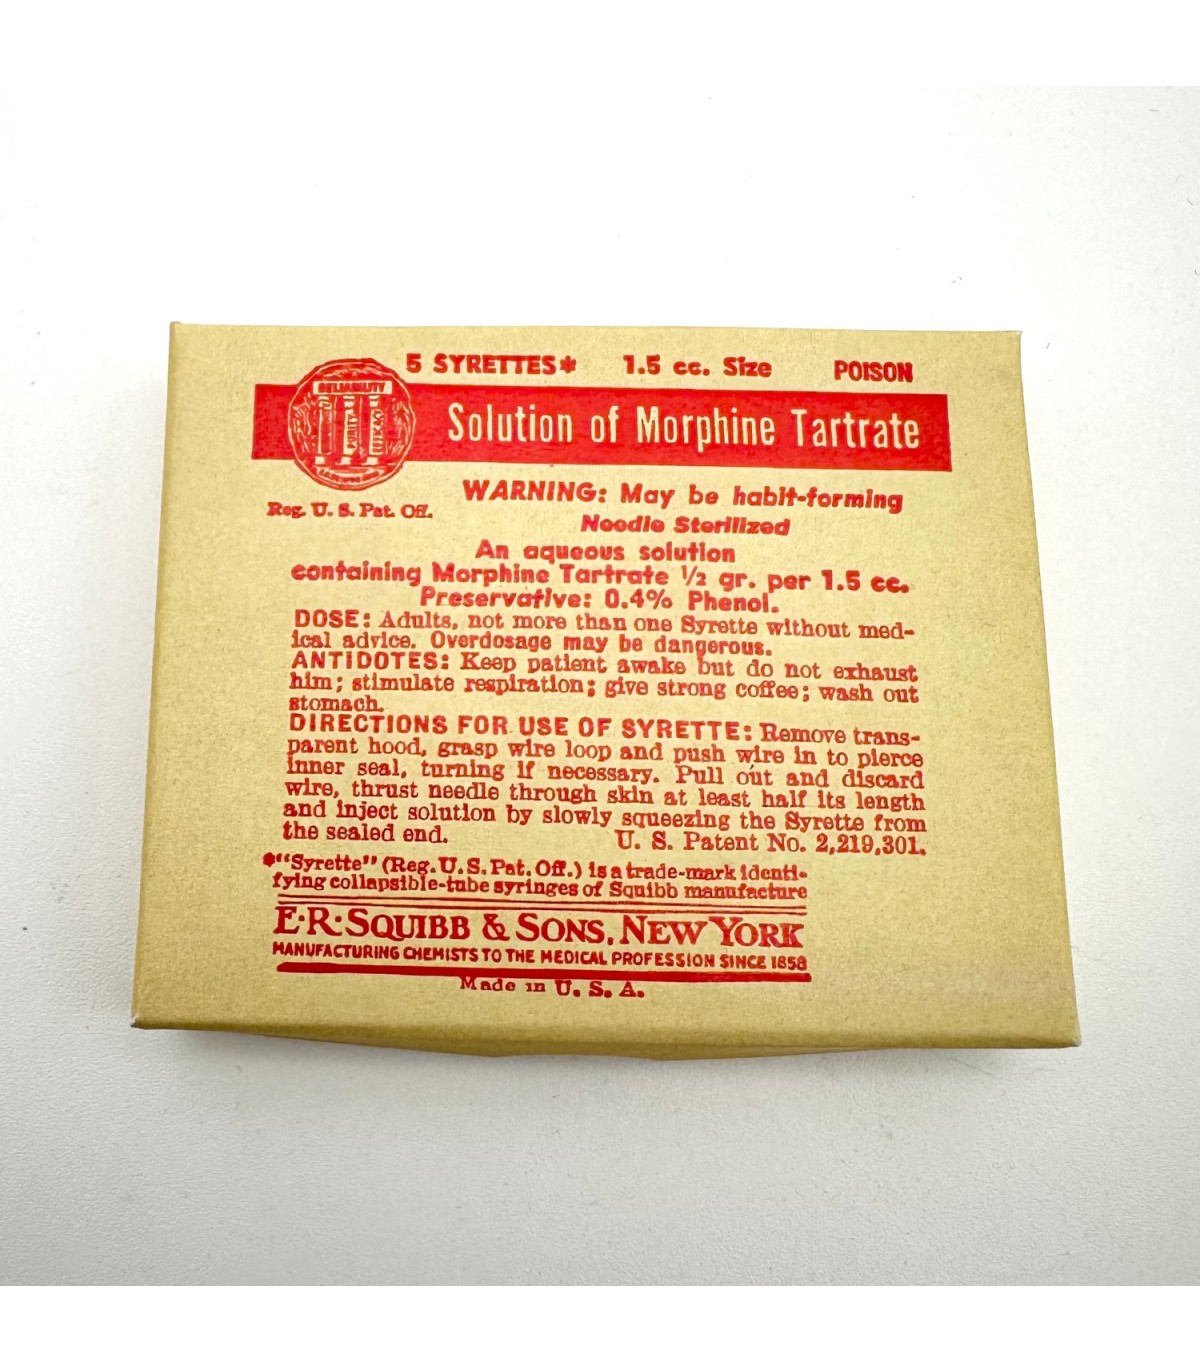 5 SYRETTES* 1.5 cc. Size POISON
RELIABILITY
PURITY
Solution of Morphine Tartrate
Reg. U. S. Pat. Off.
WARNING: May be habit-forming
Needle Sterilized
An aqueous solution
containing Morphine Tartrate ½ gr. per 1.5 cc.
Preservative: 0.4% Phenol.
DOSE: Adults, not more than one Syrette without med-
ical advice. Overdosage may be dangerous.
ANTIDOTES: Keep patient awake but do not exhaust
him; stimulate respiration; give strong coffee; wash out
stomach.
DIRECTIONS FOR USE OF SYRETTE: Remove trans-
parent hood, grasp wire loop and push wire in to pierce
inner seal, turning if necessary. Pull out and discard
wire, thrust needle through skin at least half its length
and inject solution by slowly squeezing the Syrette from
the sealed end. U. S. Patent No. 2,219,301.
*"Syrette" (Reg. U. S. Pat. Off.) is a trade-mark identi-
fying collapsible-tube syringes of Squibb manufacture
E·R·SQUIBB & SONS, NEW YORK
MANUFACTURING CHEMISTS TO THE MEDICAL PROFESSION SINCE 1858
Made in U. S. A.